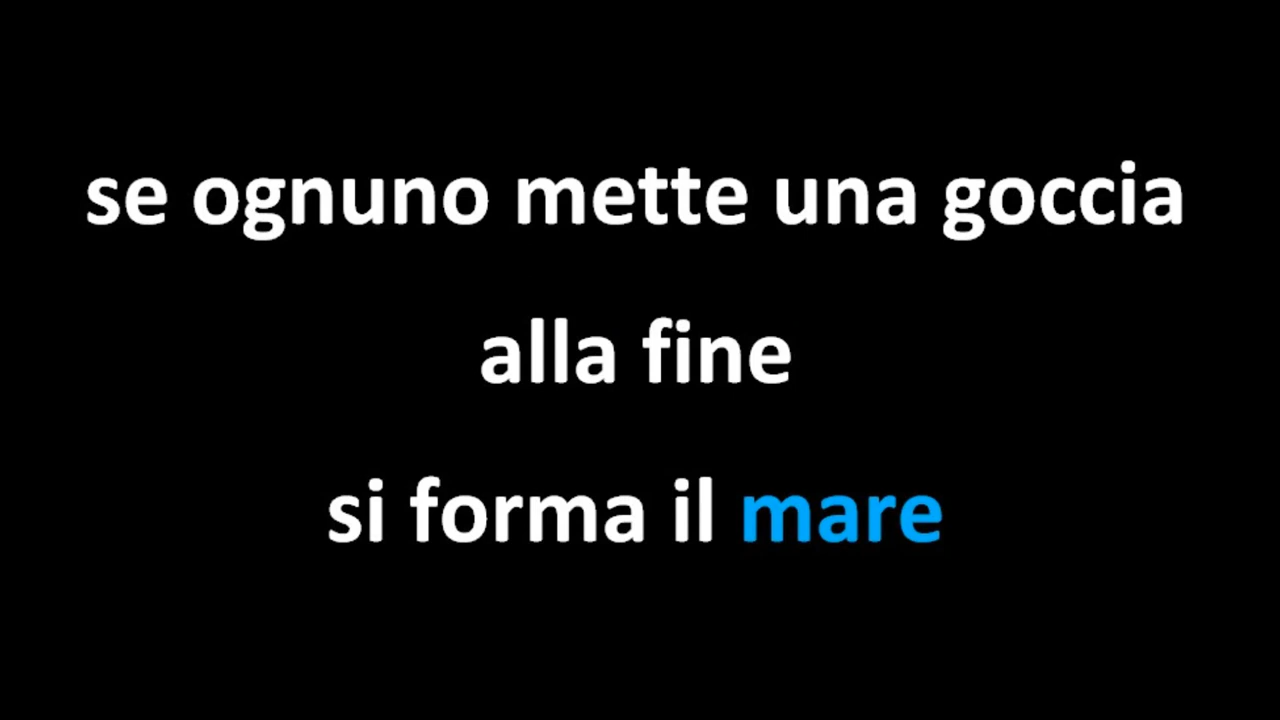 se ognuno mette una goccia
alla fine
si forma il mare